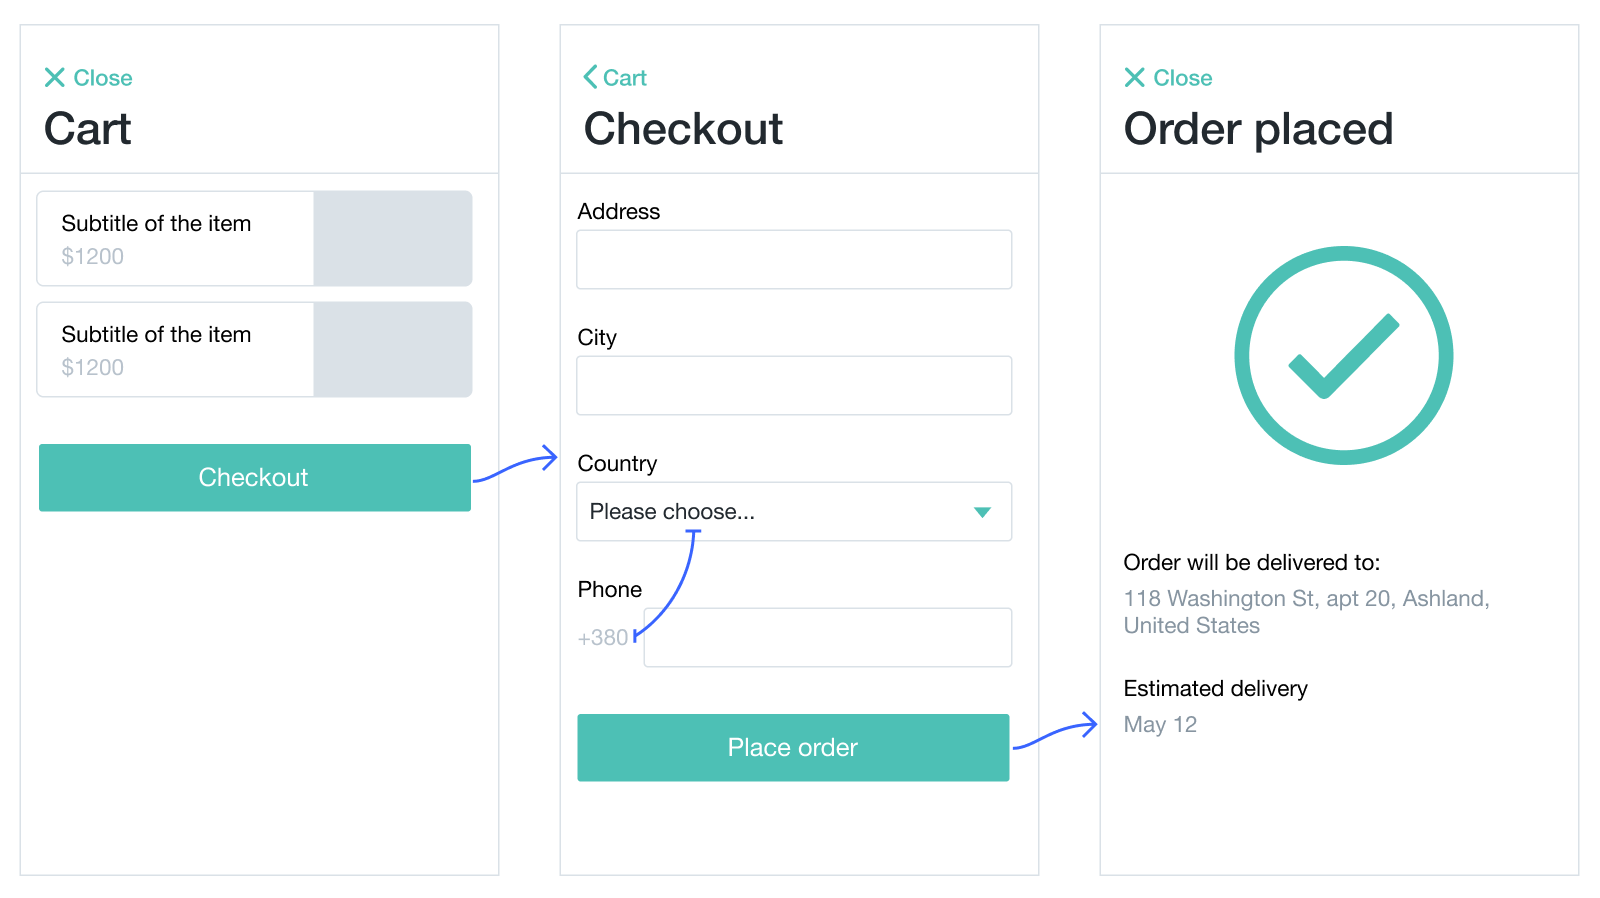 Close
Cart
Subtitle of the item
$1200
Subtitle of the item
$1200
Checkout
Cart
Checkout
Address
City
Country
Please choose...
Phone
+380
Place order
Close
Order placed
Order will be delivered to:
118 Washington St, apt 20, Ashland,
United States
Estimated delivery
May 12